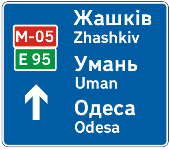 Жашків
Zhashkiv
М-05
Е 95
Умань
Uman
Одеса
Odesa